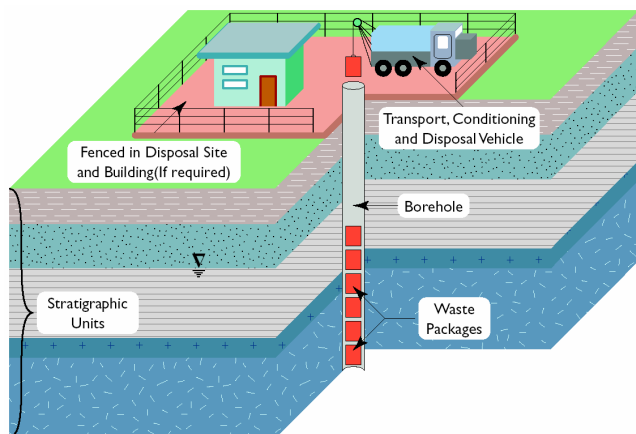 Transport, Conditioning
and Disposal Vehicle
Fenced in Disposal Site
and Building(If required)
Borehole
Stratigraphic
Units
Waste
Packages